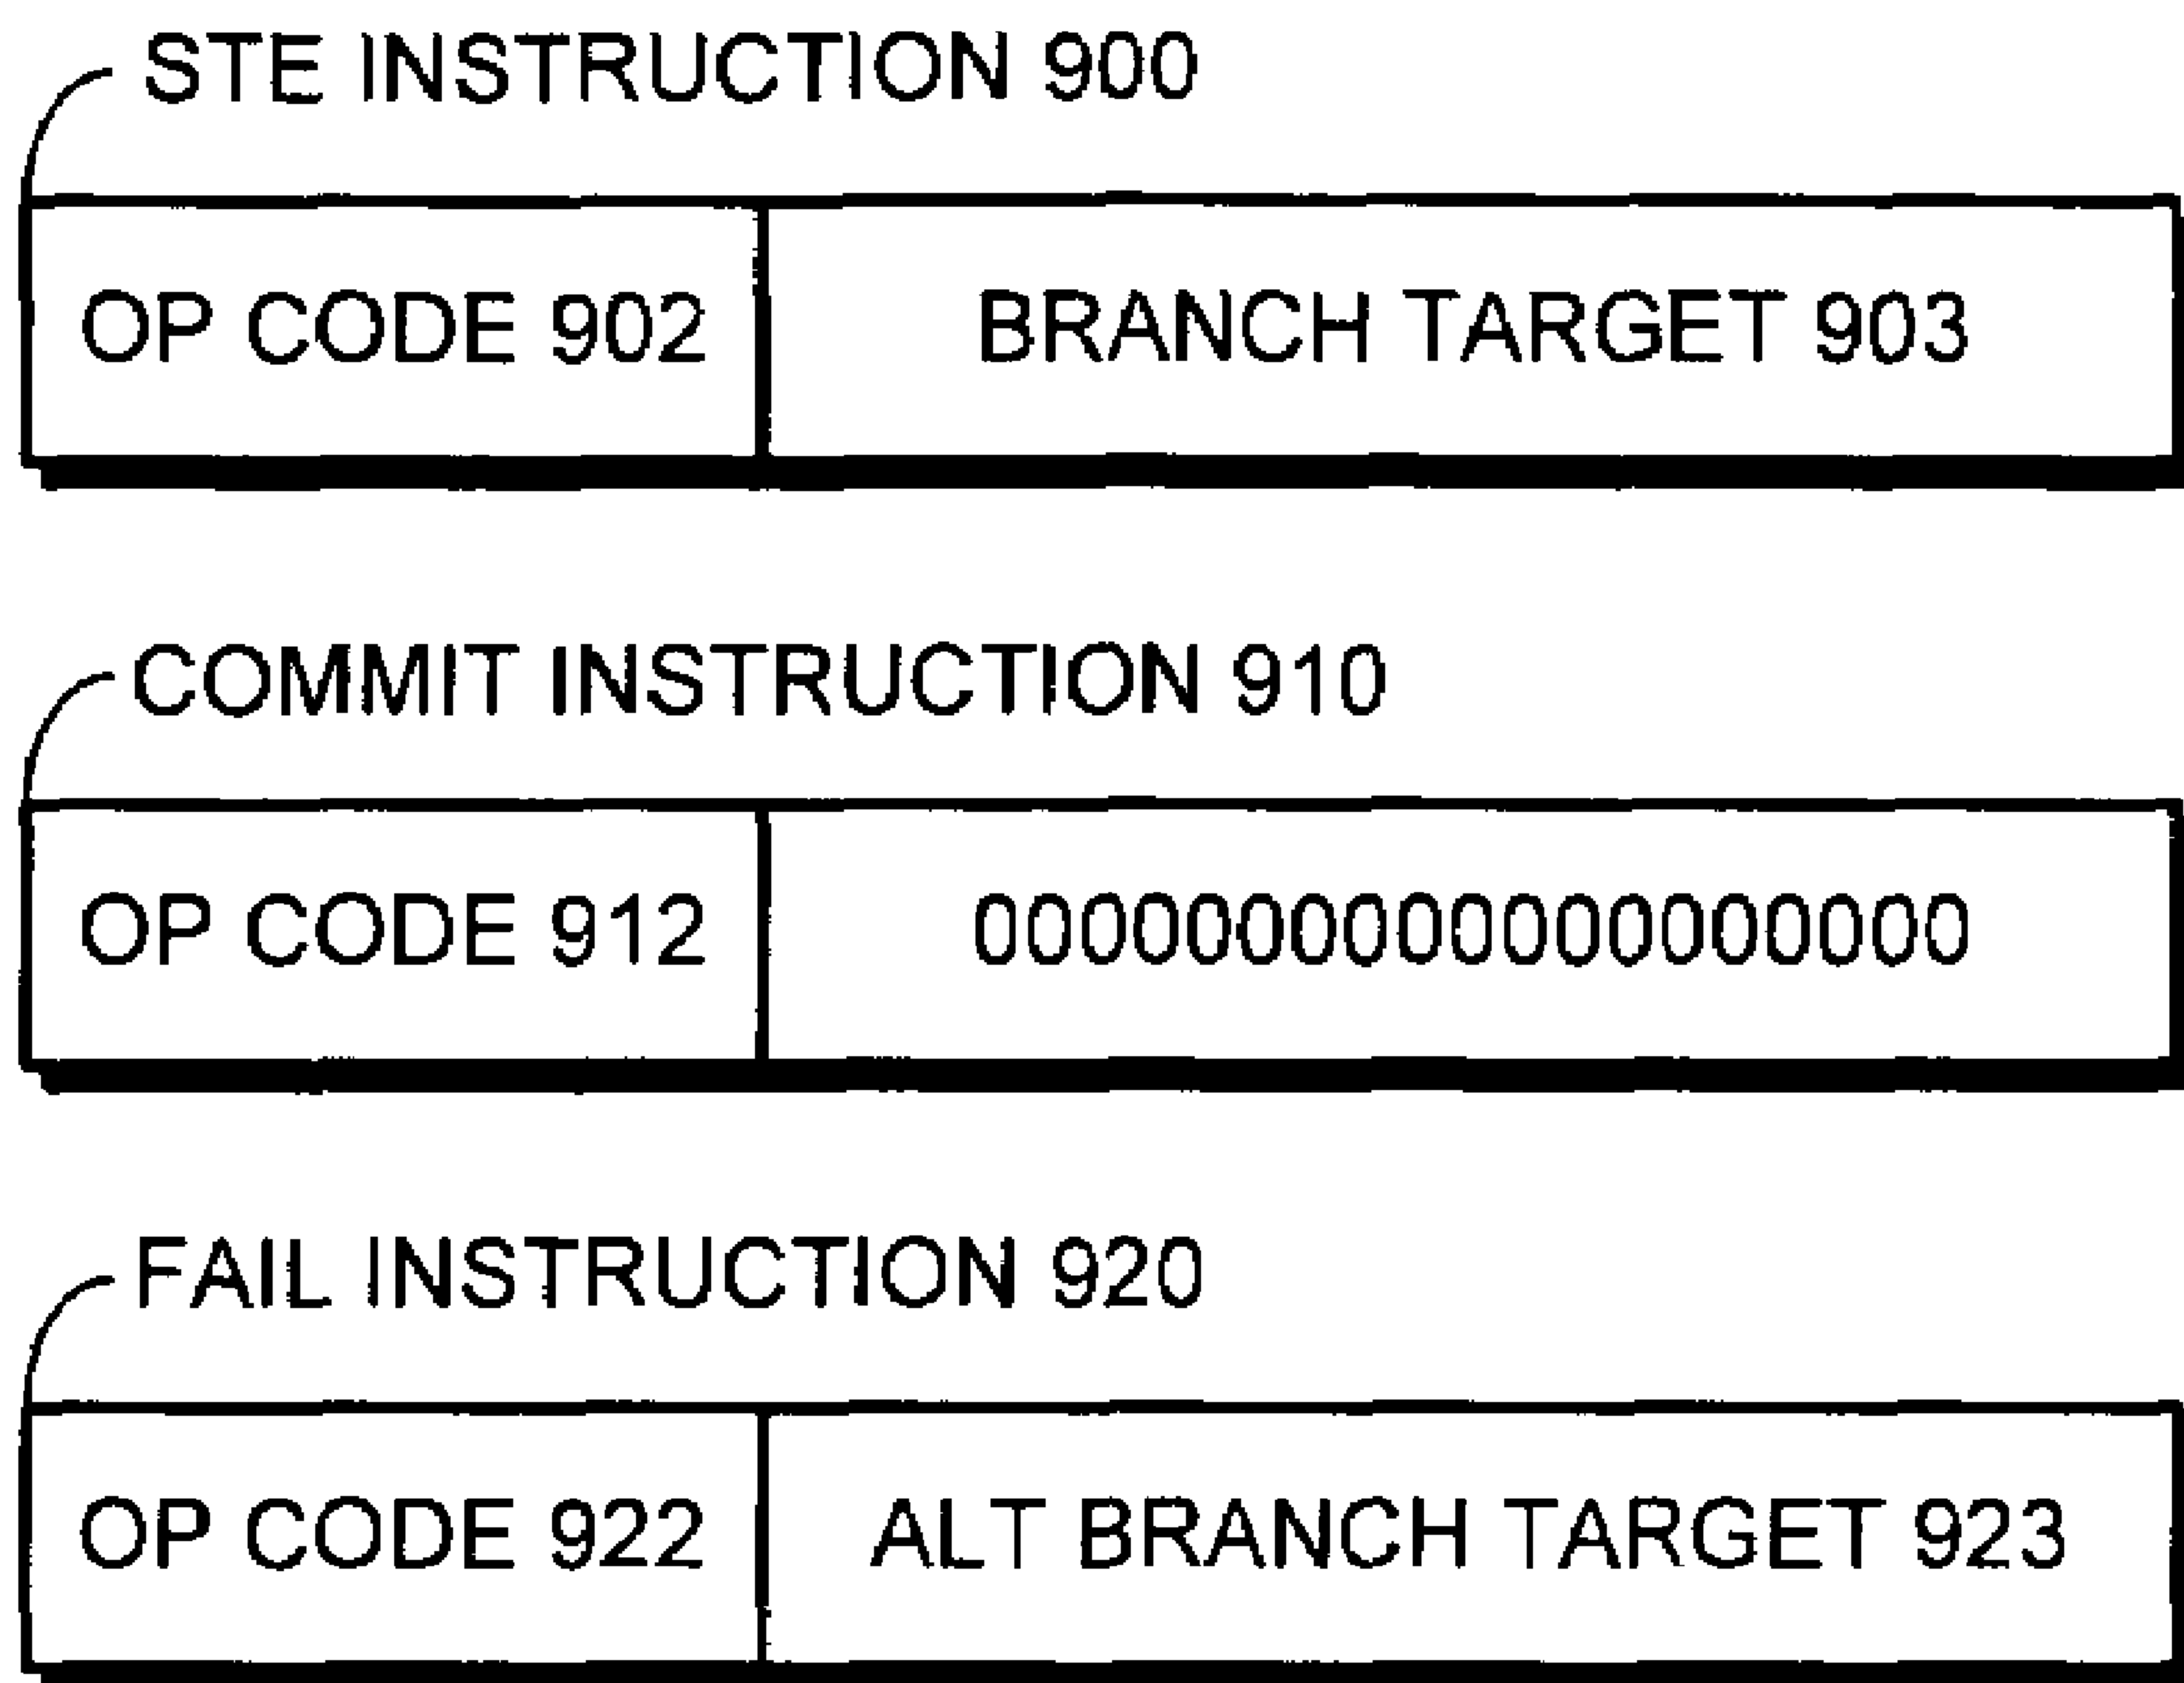 STE INSTRUCTION 900
OP CODE 902 BRANCH TARGET 903
COMMIT INSTRUCTION 910
OP CODE 912 0000000000000000000
FAIL INSTRUCTION 920
OP CODE 922 ALT BRANCH TARGET 923